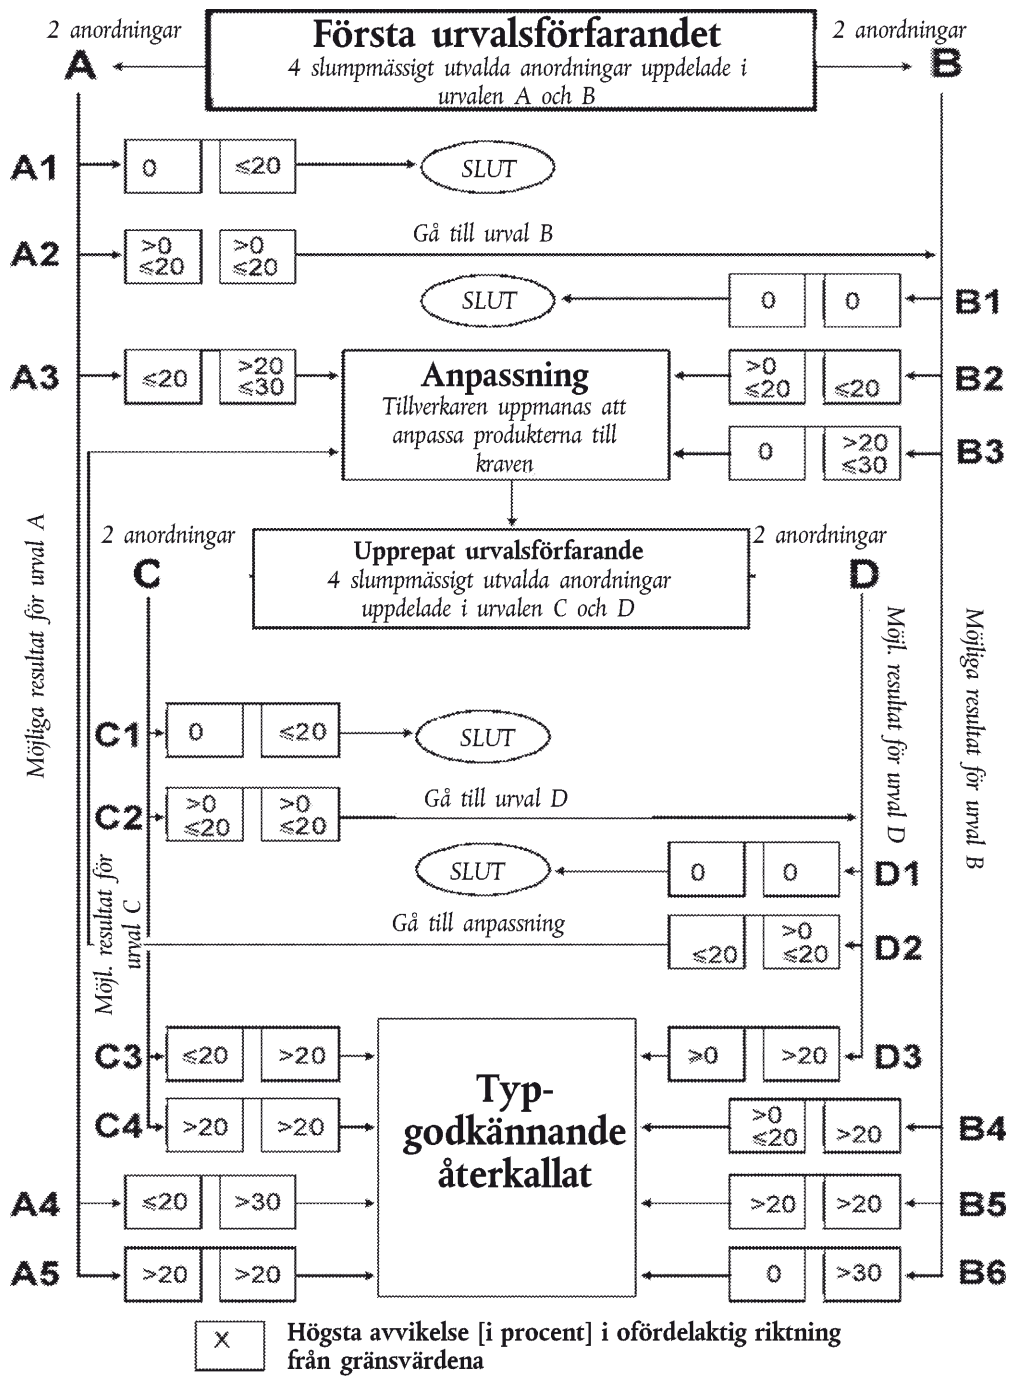 2 anordningar
Första urvalsförfarandet
2 anordningar
A
4 slumpmässigt utvalda anordningar uppdelade i
urvalen A och B
B
A1
0
⩽20
SLUT
A2
>0
⩽20
>0
⩽20
Gå till urval B
SLUT
0
0
B1
A3
⩽20
>20
⩽30
Anpassning
Tillverkaren uppmanas att
anpassa produkterna till
kraven
>0
⩽20
⩽20
B2
0
>20
⩽30
B3
Möjliga resultat för urval A
2 anordningar
C
Upprepat urvalsförfarande
4 slumpmässigt utvalda anordningar
uppdelade i urvalen C och D
2 anordningar
D
Möjl. resultat för urval D
Möjliga resultat för urval B
C1
0
⩽20
SLUT
C2
>0
⩽20
>0
⩽20
Gå till urval D
SLUT
0
0
D1
Möjl. resultat för
urval C
Gå till anpassning
⩽20
>0
⩽20
D2
C3
⩽20
>20
Typ-
godkännande
återkallat
⩾0
>20
D3
C4
>20
>20
>0
⩽20
>20
B4
A4
⩽20
>30
>20
>20
B5
A5
>20
>20
0
>30
B6
X
Högsta avvikelse [i procent] i ofördelaktig riktning
från gränsvärdena